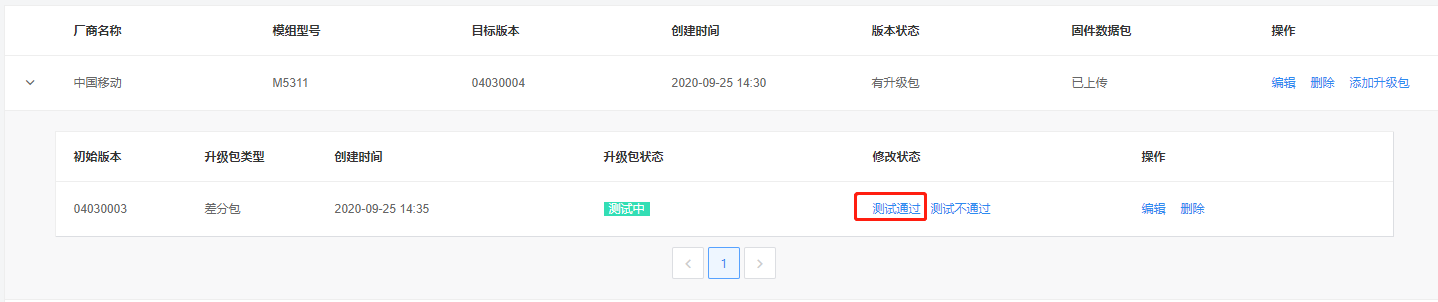 厂商名称 模组型号 目标版本 创建时间 版本状态 固件数据包 操作
中国移动 M5311 04030004 2020-09-25 14:30 有升级包 已上传 编辑 删除 添加升级包
初始版本 升级包类型 创建时间 升级包状态 修改状态 操作
04030003 差分包 2020-09-25 14:35 测试中 测试通过 测试不通过 编辑 删除
1